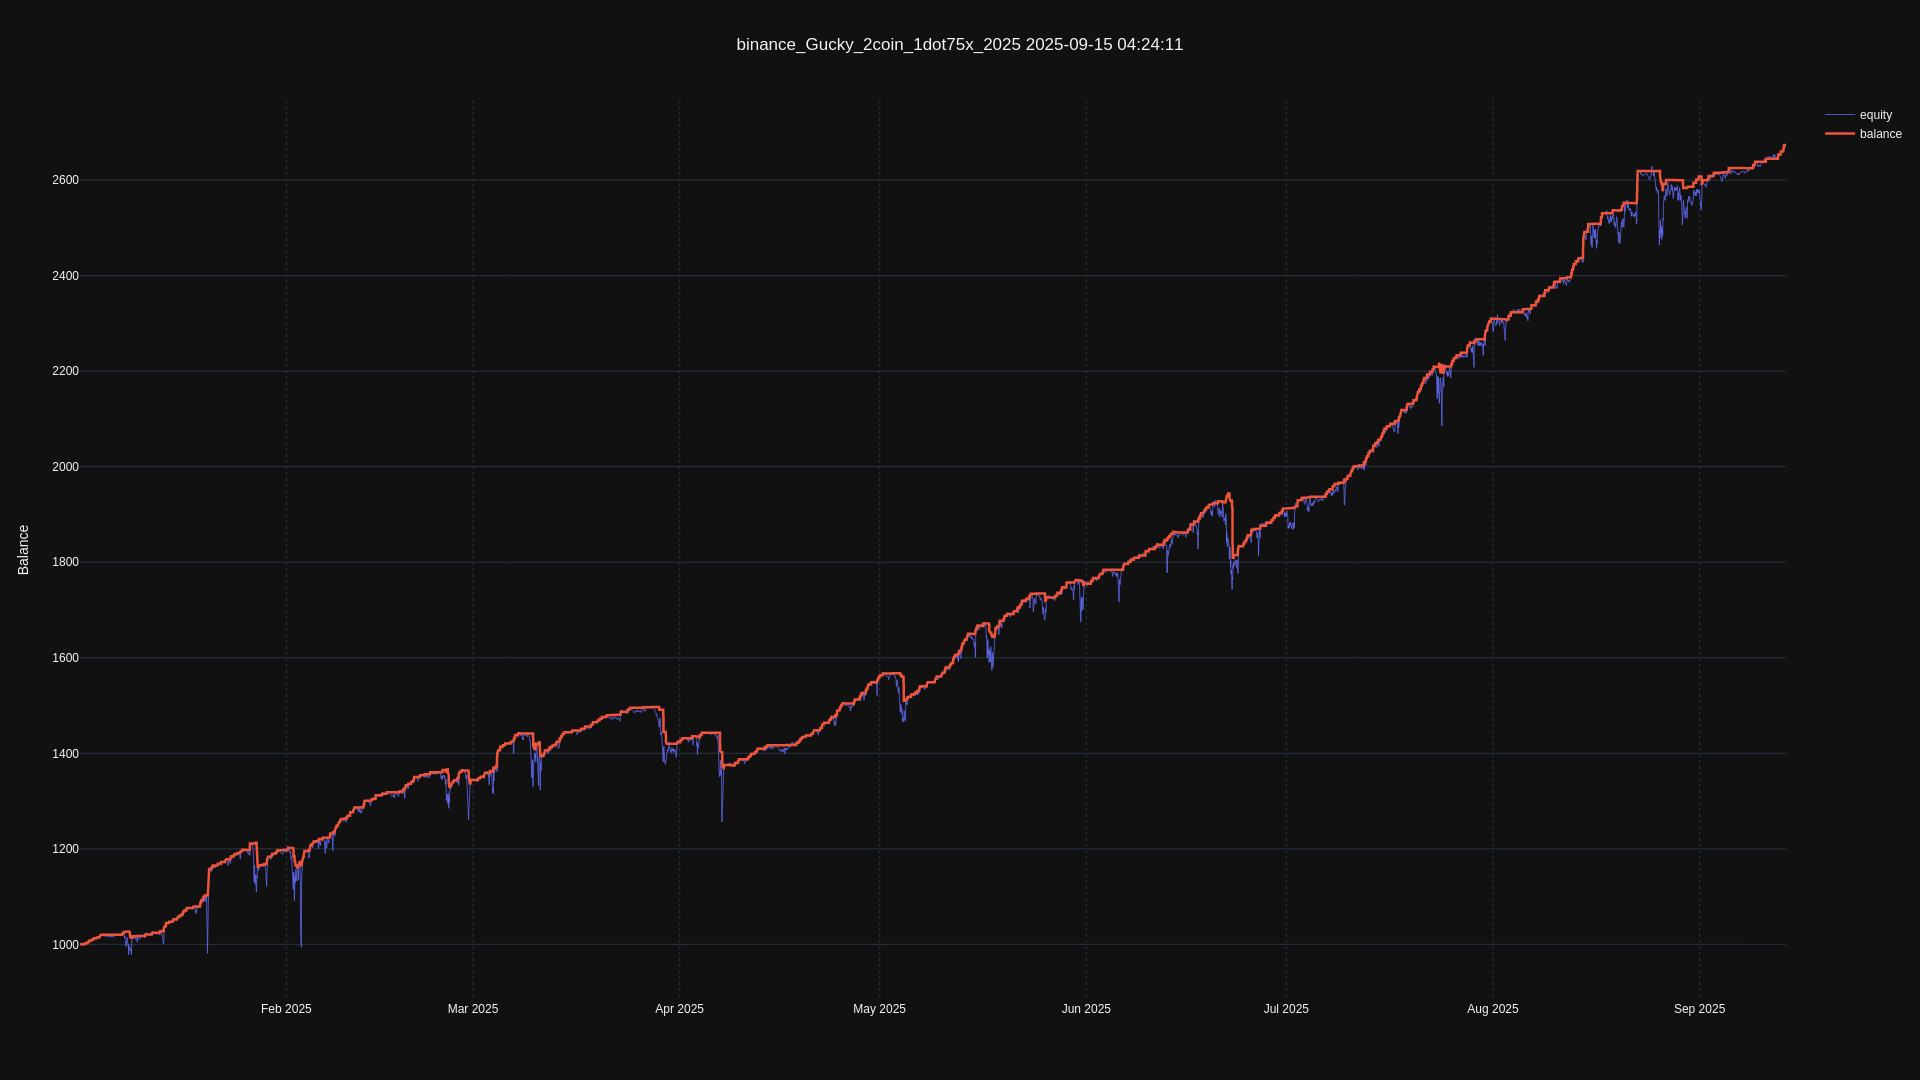 binance_Gucky_2coin_1dot75x_2025 2025-09-15 04:24:11
equity
balance
2600
2400
2200
2000
1800
1600
1400
1200
1000
Balance
Feb 2025
Mar 2025
Apr 2025
May 2025
Jun 2025
Jul 2025
Aug 2025
Sep 2025